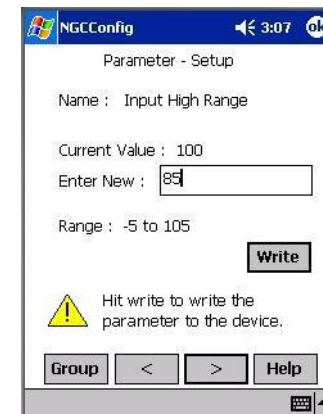 NGCConfig 3:07 ok
Parameter - Setup
Name : Input High Range
Current Value : 100
Enter New : 85
Range : -5 to 105
Write
Hit write to write the
parameter to the device.
Group < > Help